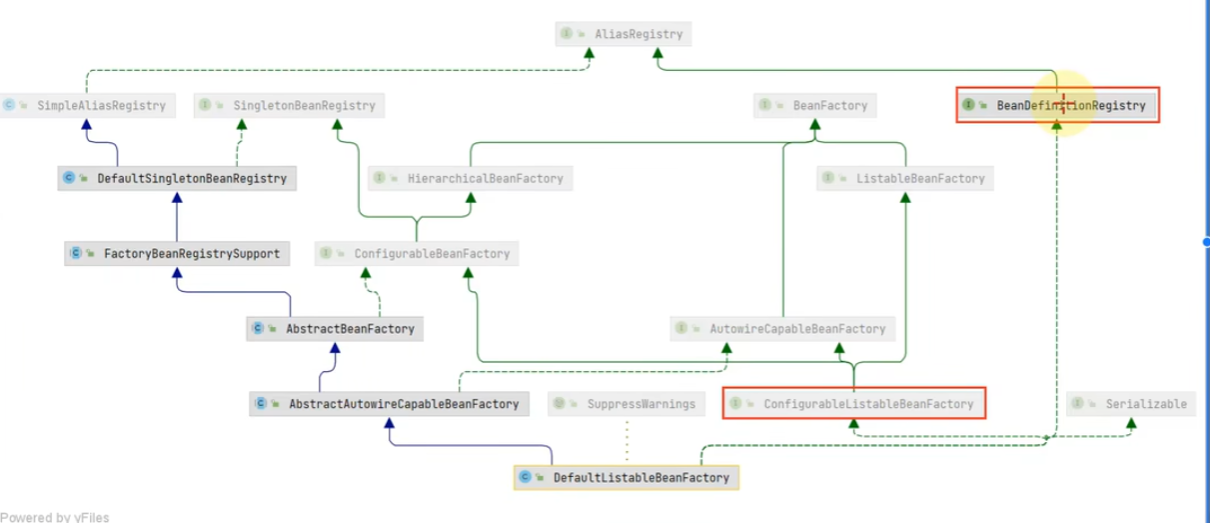 AliasRegistry
SimpleAliasRegistry
SingletonBeanRegistry
BeanFactory
BeanDefinitionRegistry
DefaultSingletonBeanRegistry
HierarchicalBeanFactory
ListableBeanFactory
FactoryBeanRegistrySupport
ConfigurableBeanFactory
AbstractBeanFactory
AutowireCapableBeanFactory
AbstractAutowireCapableBeanFactory
SuppressWarnings
ConfigurableListableBeanFactory
Serializable
DefaultListableBeanFactory
Powered by yFiles